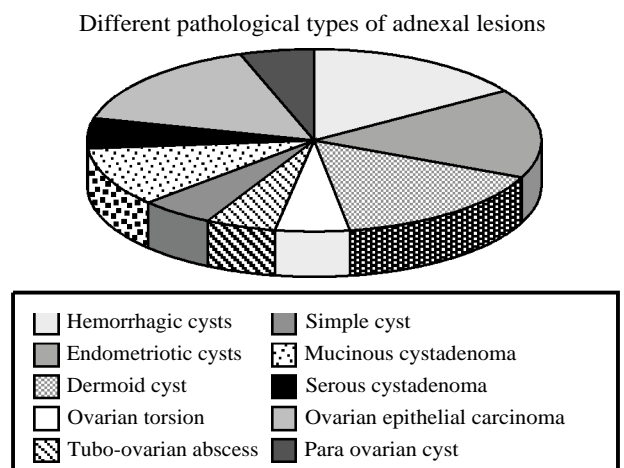 Different pathological types of adnexal lesions
Hemorrhagic cysts
Simple cyst
Endometriotic cysts
Mucinous cystadenoma
Dermoid cyst
Serous cystadenoma
Ovarian torsion
Ovarian epithelial carcinoma
Tubo-ovarian abscess
Para ovarian cyst